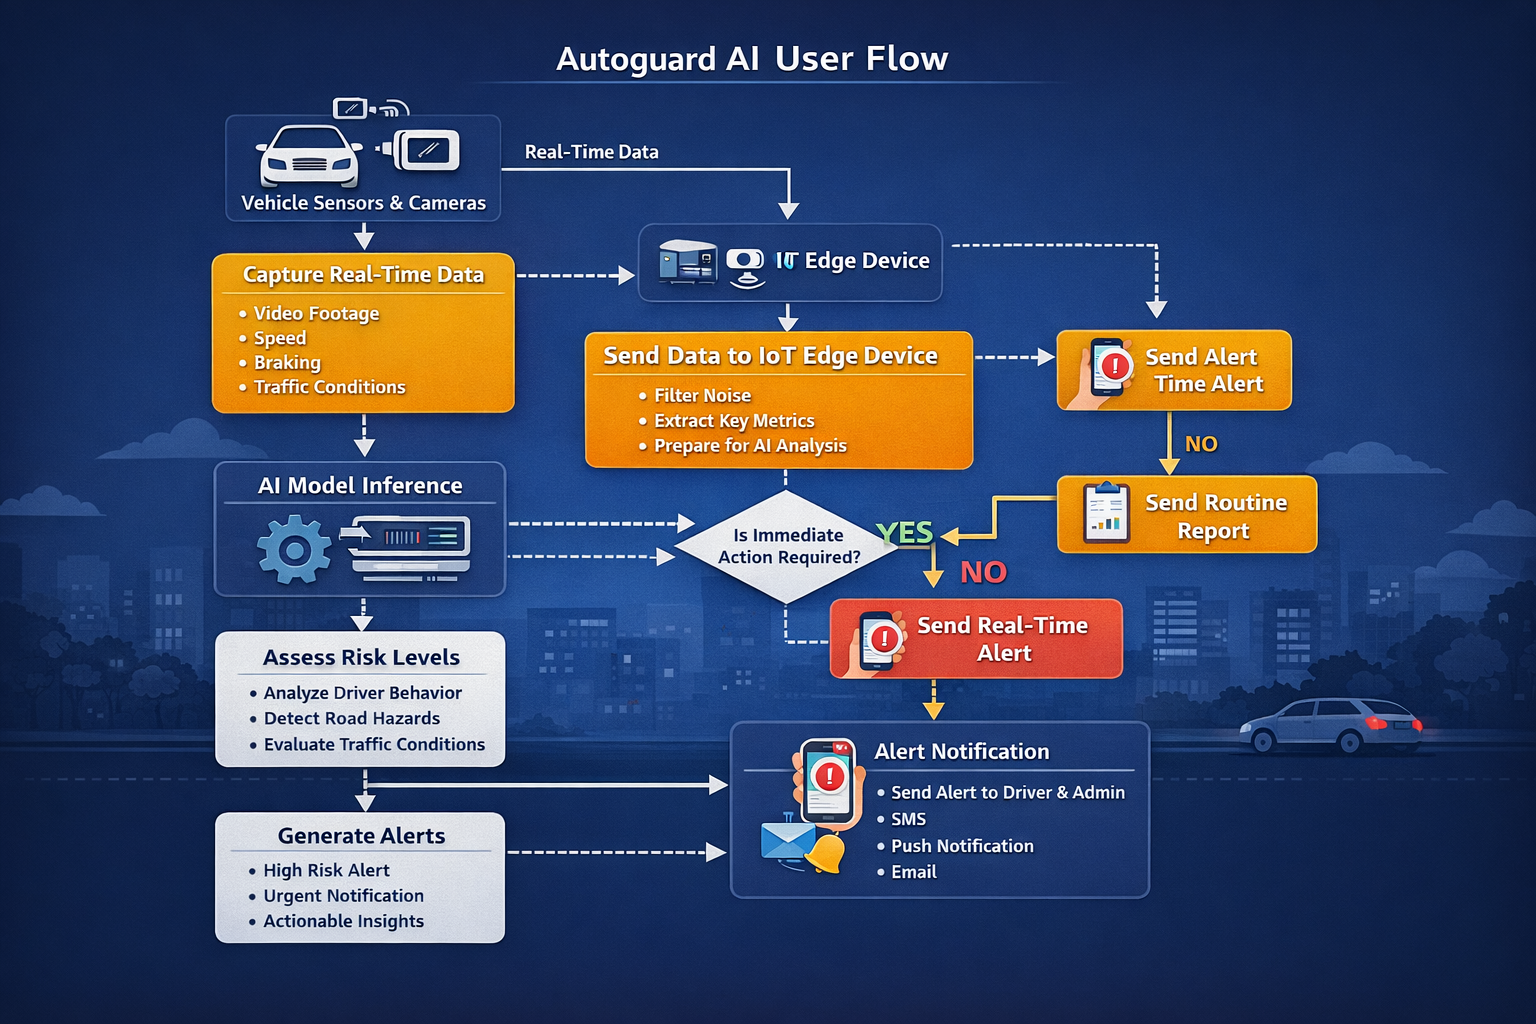 Autoguard AI User Flow
Vehicle Sensors & Cameras
Real-Time Data
Capture Real-Time Data
• Video Footage
• Speed
• Braking
• Traffic Conditions
Edge Device
Send Data to IoT Edge Device
• Filter Noise
• Extract Key Metrics
• Prepare for AI Analysis
Send Alert
Time Alert
NO
Send Routine
Report
AI Model Inference
Is Immediate
Action Required?
YES
NO
Send Real-Time
Alert
Assess Risk Levels
• Analyze Driver Behavior
• Detect Road Hazards
• Evaluate Traffic Conditions
Alert Notification
• Send Alert to Driver & Admin
• SMS
• Push Notification
• Email
Generate Alerts
• High Risk Alert
• Urgent Notification
• Actionable Insights